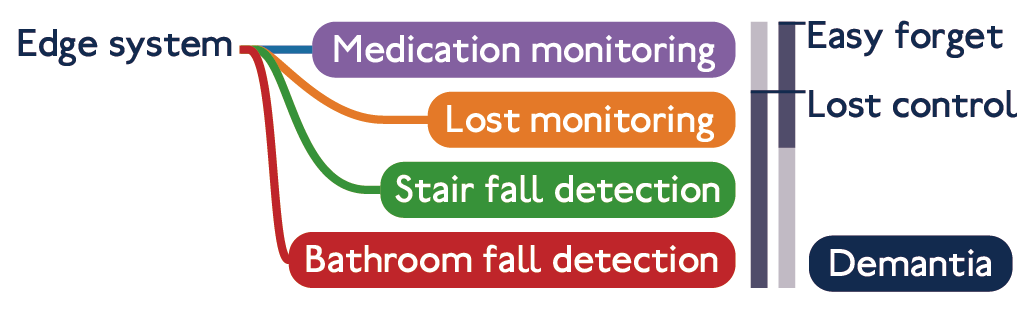 Edge system
Medication monitoring
Lost monitoring
Stair fall detection
Bathroom fall detection
Easy forget
Lost control
Demantia